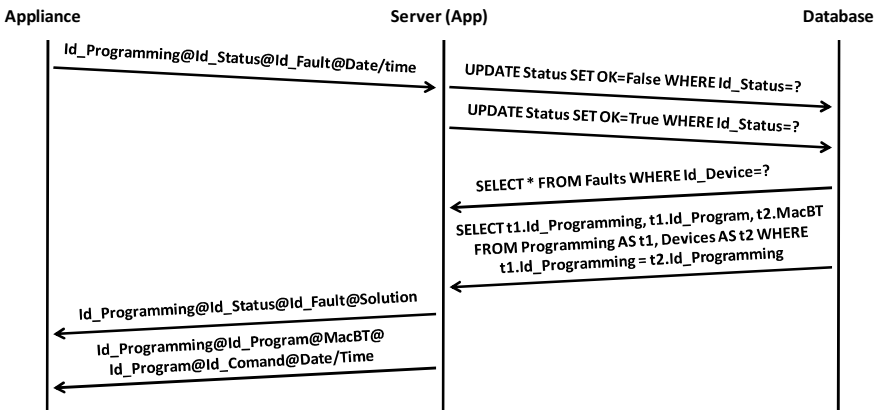 Appliance
Server (App)
Database
Id_Programming@Id_Status@Id_Fault@Date/time
UPDATE Status SET OK=False WHERE Id_Status=?
UPDATE Status SET OK=True WHERE Id_Status=?
SELECT * FROM Faults WHERE Id_Device=?
SELECT t1.Id_Programming, t1.Id_Program, t2.MacBT
FROM Programming AS t1, Devices AS t2 WHERE
t1.Id_Programming = t2.Id_Programming
Id_Programming@Id_Status@Id_Fault@Solution
Id_Programming@Id_Program@MacBT@
Id_Program@Id_Comand@Date/Time